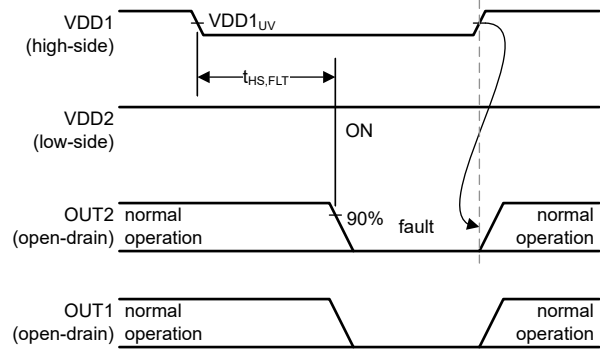 VDD1
(high-side)
VDD1UV
tHS,FLT
VDD2
(low-side)
ON
OUT2
(open-drain)
normal
operation
90%
fault
normal
operation
OUT1
(open-drain)
normal
operation
normal
operation